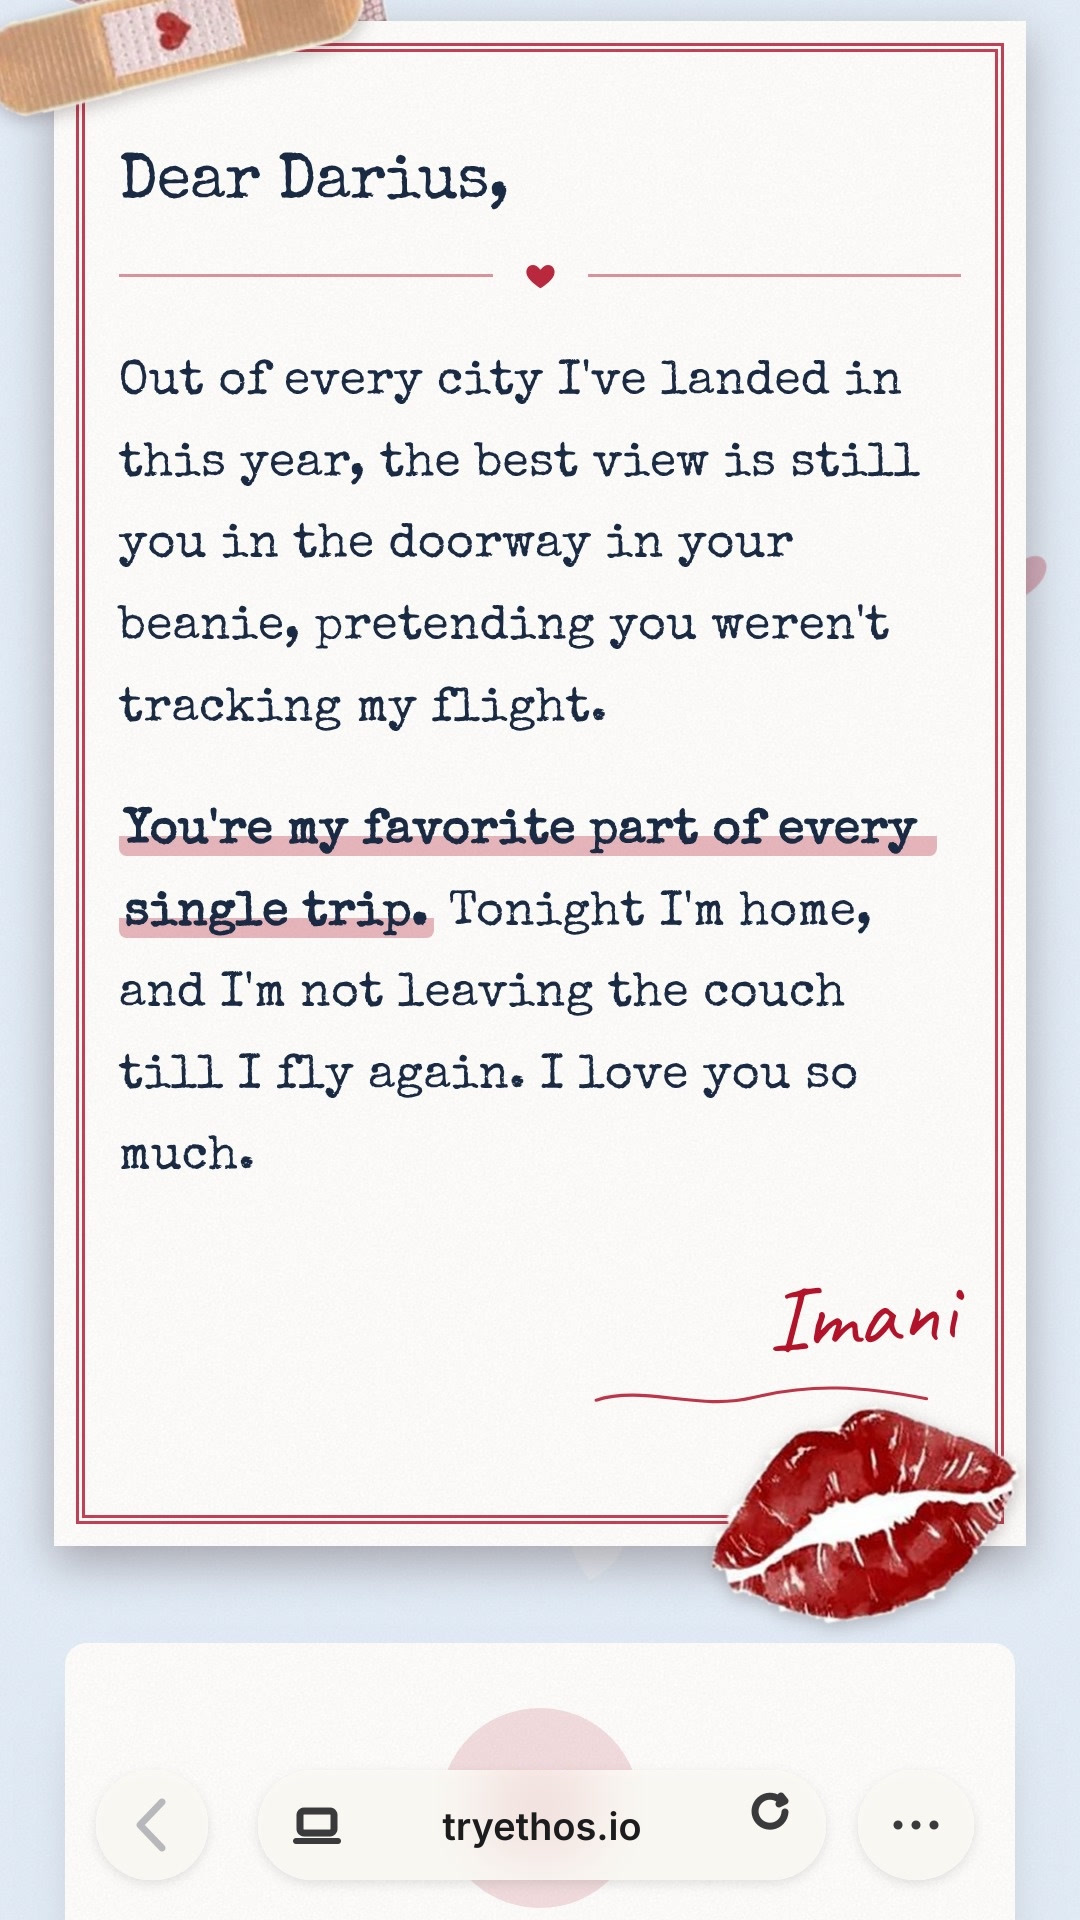 Dear Darius,
Out of every city I've landed in
this year, the best view is still
you in the doorway in your
beanie, pretending you weren't
tracking my flight.
You're my favorite part of every
single trip. Tonight I'm home,
and I'm not leaving the couch
till I fly again. I love you so
much.
Imani
tryethos.io